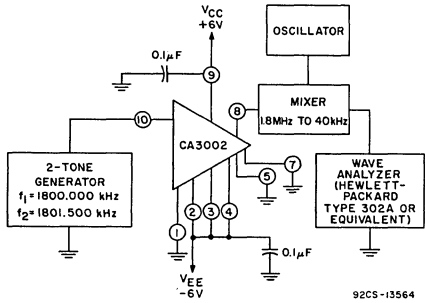 VCC
+6V
OSCILLATOR
0.1µF
9
MIXER
1.8MHz TO 40kHz
8
10
CA3002
7
2-TONE
GENERATOR
f1=1800.000 kHz
f2=1801.500 kHz
5
WAVE
ANALYZER
(HEWLETT-
PACKARD
TYPE 302A OR
EQUIVALENT)
1
2
3
4
0.1µF
VEE
-6V
92CS-13564